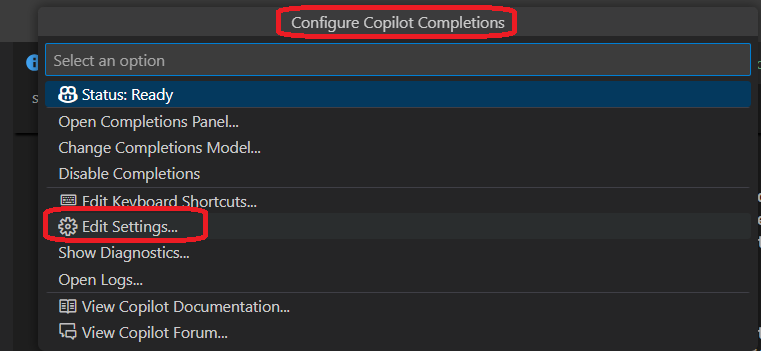 Configure Copilot Completions
Select an option
Status: Ready
Open Completions Panel...
Change Completions Model...
Disable Completions
Edit Keyboard Shortcuts...
Edit Settings...
Show Diagnostics...
Open Logs...
View Copilot Documentation...
View Copilot Forum...